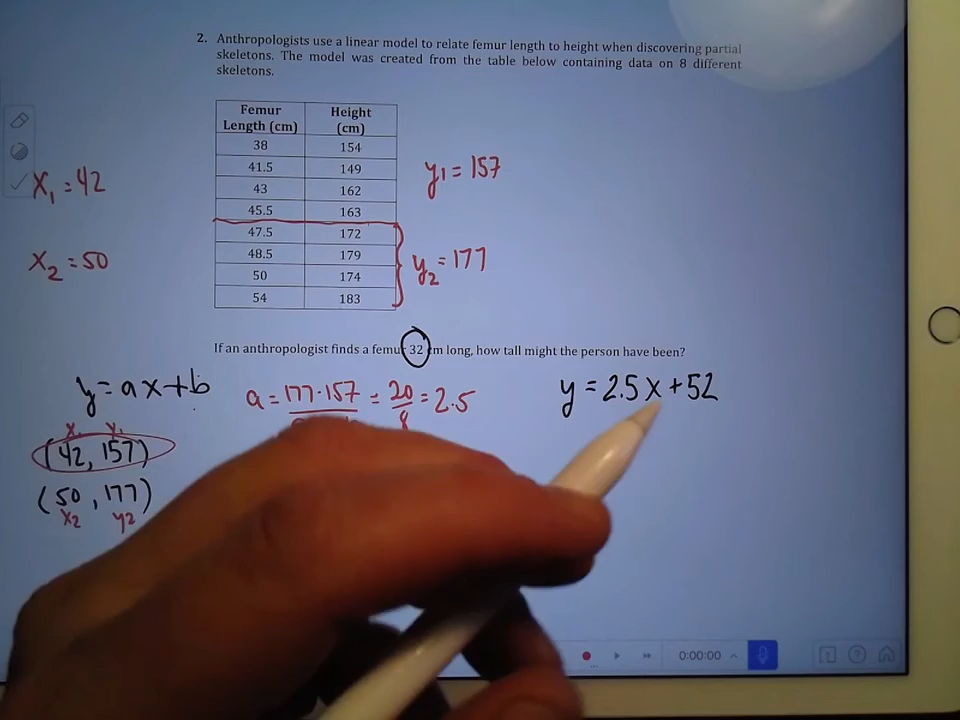 2. Anthropologists use a linear model to relate femur length to height when discovering partial
skeletons. The model was created from the table below containing data on 8 different
skeletons.
Femur Length (cm) Height (cm)
38 154
41.5 149
43 162
45.5 163
47.5 172
48.5 179
50 174
54 183
x₁ = 42
y₁ = 157
x₂ = 50
y₂ = 177
If an anthropologist finds a femur 32 cm long, how tall might the person have been?
y = ax + b
a = 177-157 = 20/8 = 2.5
y = 2.5x + 52
x₁ y₁
(42, 157)
(50, 177)
x₂ y₂
0:00:00